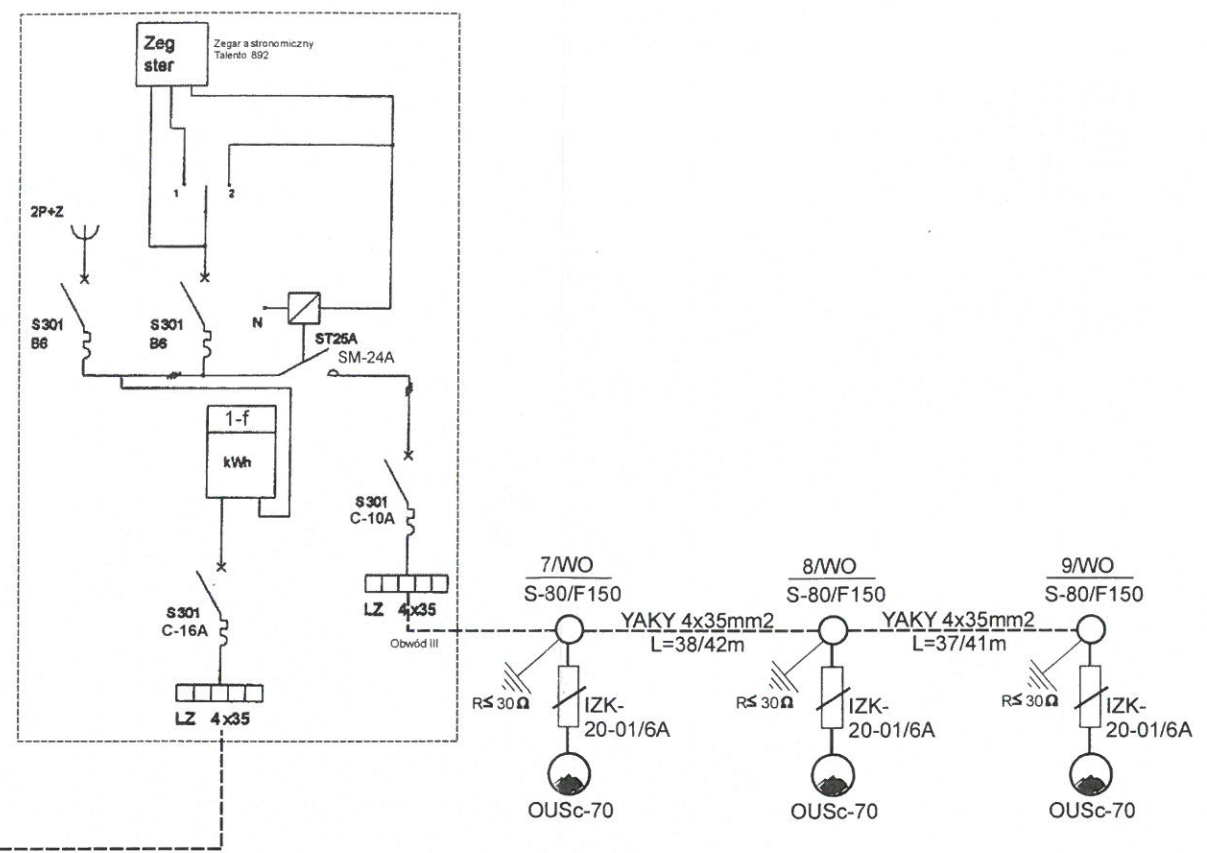 Zeg
ster
Zegar astronomiczny
Talento 892
1
2
2P+Z
S301
B6
S301
B6
N
ST25A
SM-24A
1-f
kWh
S301
C-10A
LZ 4x35
Obwód III
S301
C-16A
LZ 4x35
7/WO
S-80/F150
8/WO
S-80/F150
9/WO
S-80/F150
YAKY 4x35mm2
L=38/42m
YAKY 4x35mm2
L=37/41m
R≤30Ω
IZK-
20-01/6A
R≤30Ω
IZK-
20-01/6A
R≤30Ω
IZK-
20-01/6A
OUSc-70
OUSc-70
OUSc-70